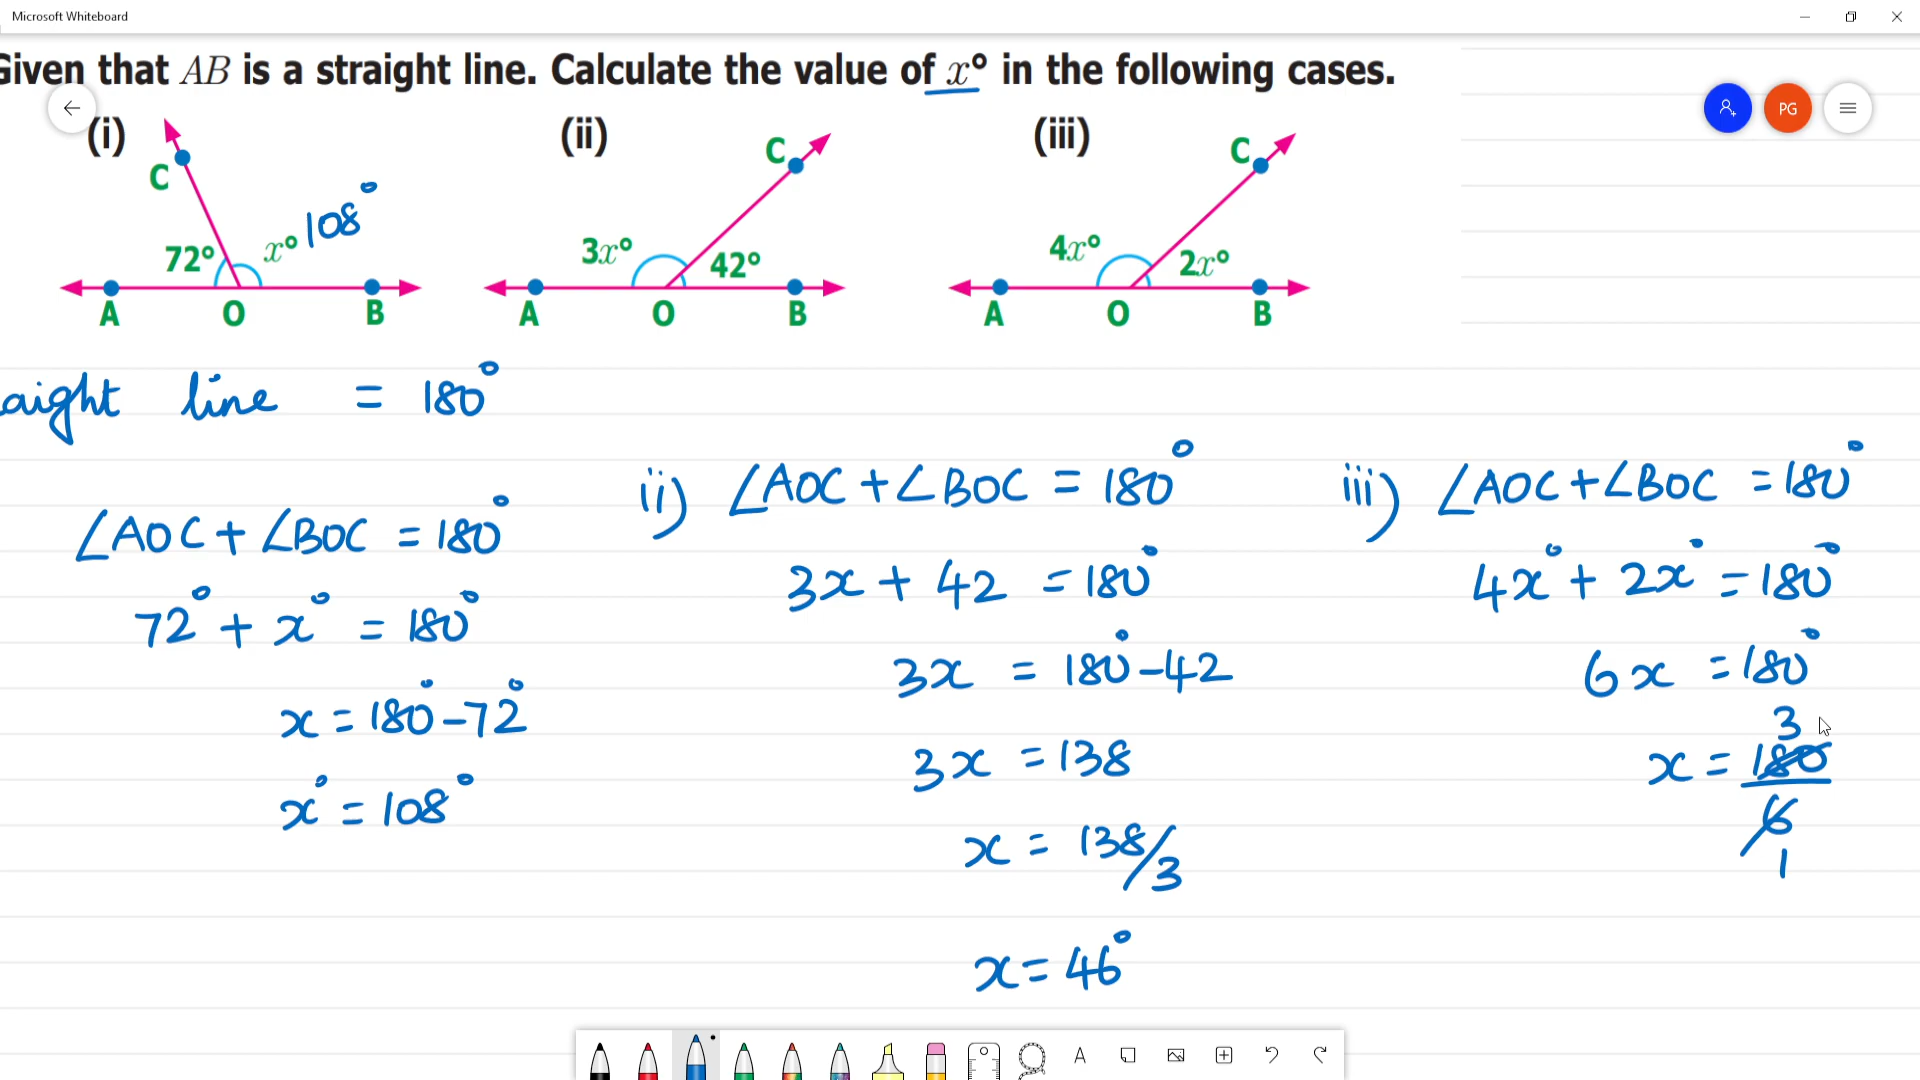 Microsoft Whiteboard
Given that AB is a straight line. Calculate the value of x° in the following cases.
PG
(i)
C
72°
x°
108°
A
O
B
(ii)
C
3x°
42°
A
O
B
(iii)
C
4x°
2x°
A
O
B
aight line = 180°
∠AOC + ∠BOC = 180°
72° + x° = 180°
x = 180° - 72°
x° = 108°
ii) ∠AOC + ∠BOC = 180°
3x + 42 = 180°
3x = 180° - 42
3x = 138
x = 138/3
x = 46°
iii) ∠AOC + ∠BOC = 180°
4x° + 2x° = 180°
6x = 180°
3
x = 180
6
1
A